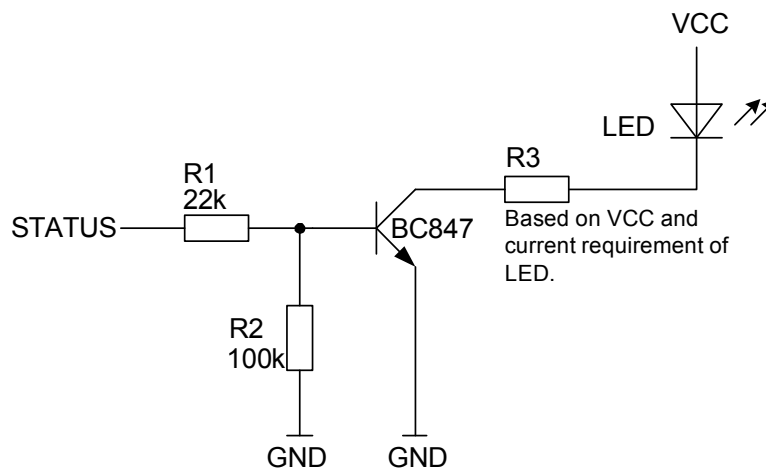 VCC
LED
R3
R1
22k
STATUS
BC847
Based on VCC and
current requirement of
LED.
R2
100k
GND
GND